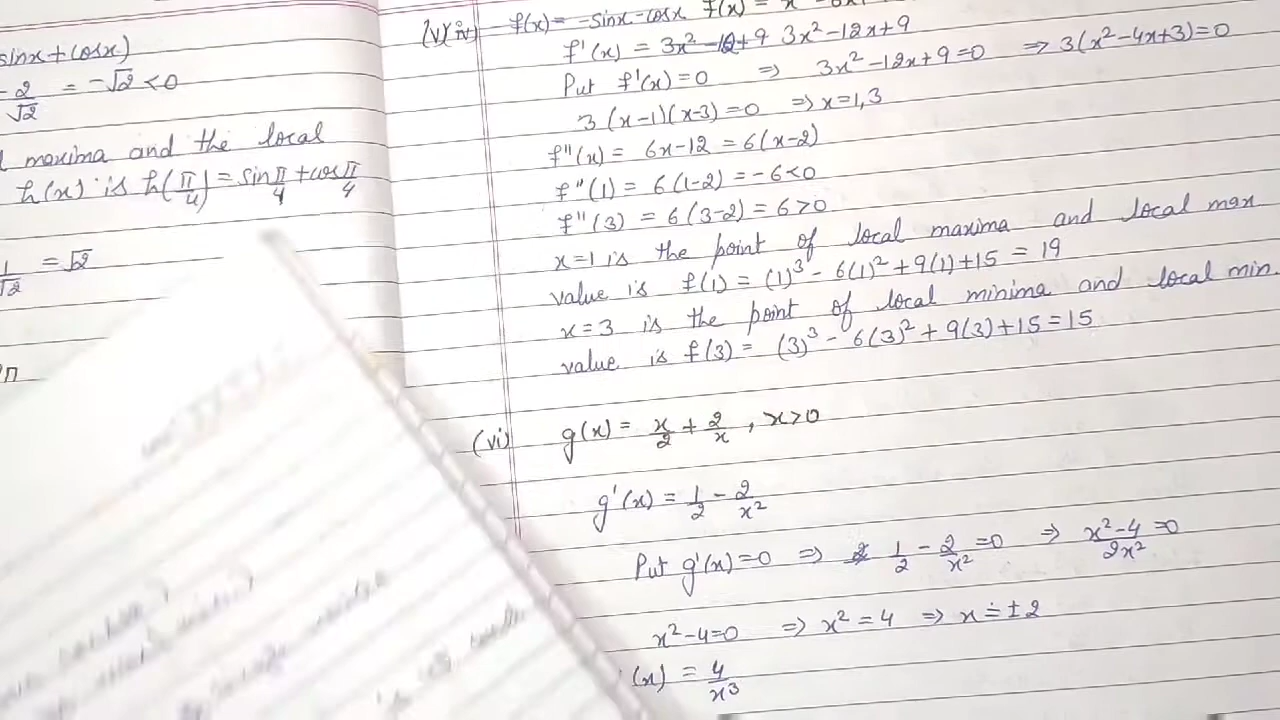 sinx + cosx)
-2/√2 = -√2 < 0
maxima and the local
h(x) is h(π/4) = sin π/4 + cos π/4
1/√2 = √2
(v) iv) f(x) = -sinx - cosx f(x) =
f'(x) = 3x² - 12 + 9 3x² - 12x + 9
Put f'(x) = 0 ⇒ 3x² - 12x + 9 = 0 ⇒ 3(x² - 4x + 3) = 0
3(x-1)(x-3) = 0 ⇒ x = 1, 3
f''(x) = 6x - 12 = 6(x-2)
f''(1) = 6(1-2) = -6 < 0
f''(3) = 6(3-2) = 6 > 0
x = 1 is the point of local maxima and local max
value is f(1) = (1)³ - 6(1)² + 9(1) + 15 = 19
x = 3 is the point of local minima and local min.
value is f(3) = (3)³ - 6(3)² + 9(3) + 15 = 15
(vi) g(x) = x/2 + 2/x, x > 0
g'(x) = 1/2 - 2/x²
Put g'(x) = 0 ⇒ 1/2 - 2/x² = 0 ⇒ x²-4/2x² = 0
x² - 4 = 0 ⇒ x² = 4 ⇒ x = ±2
(x) = 4/x³